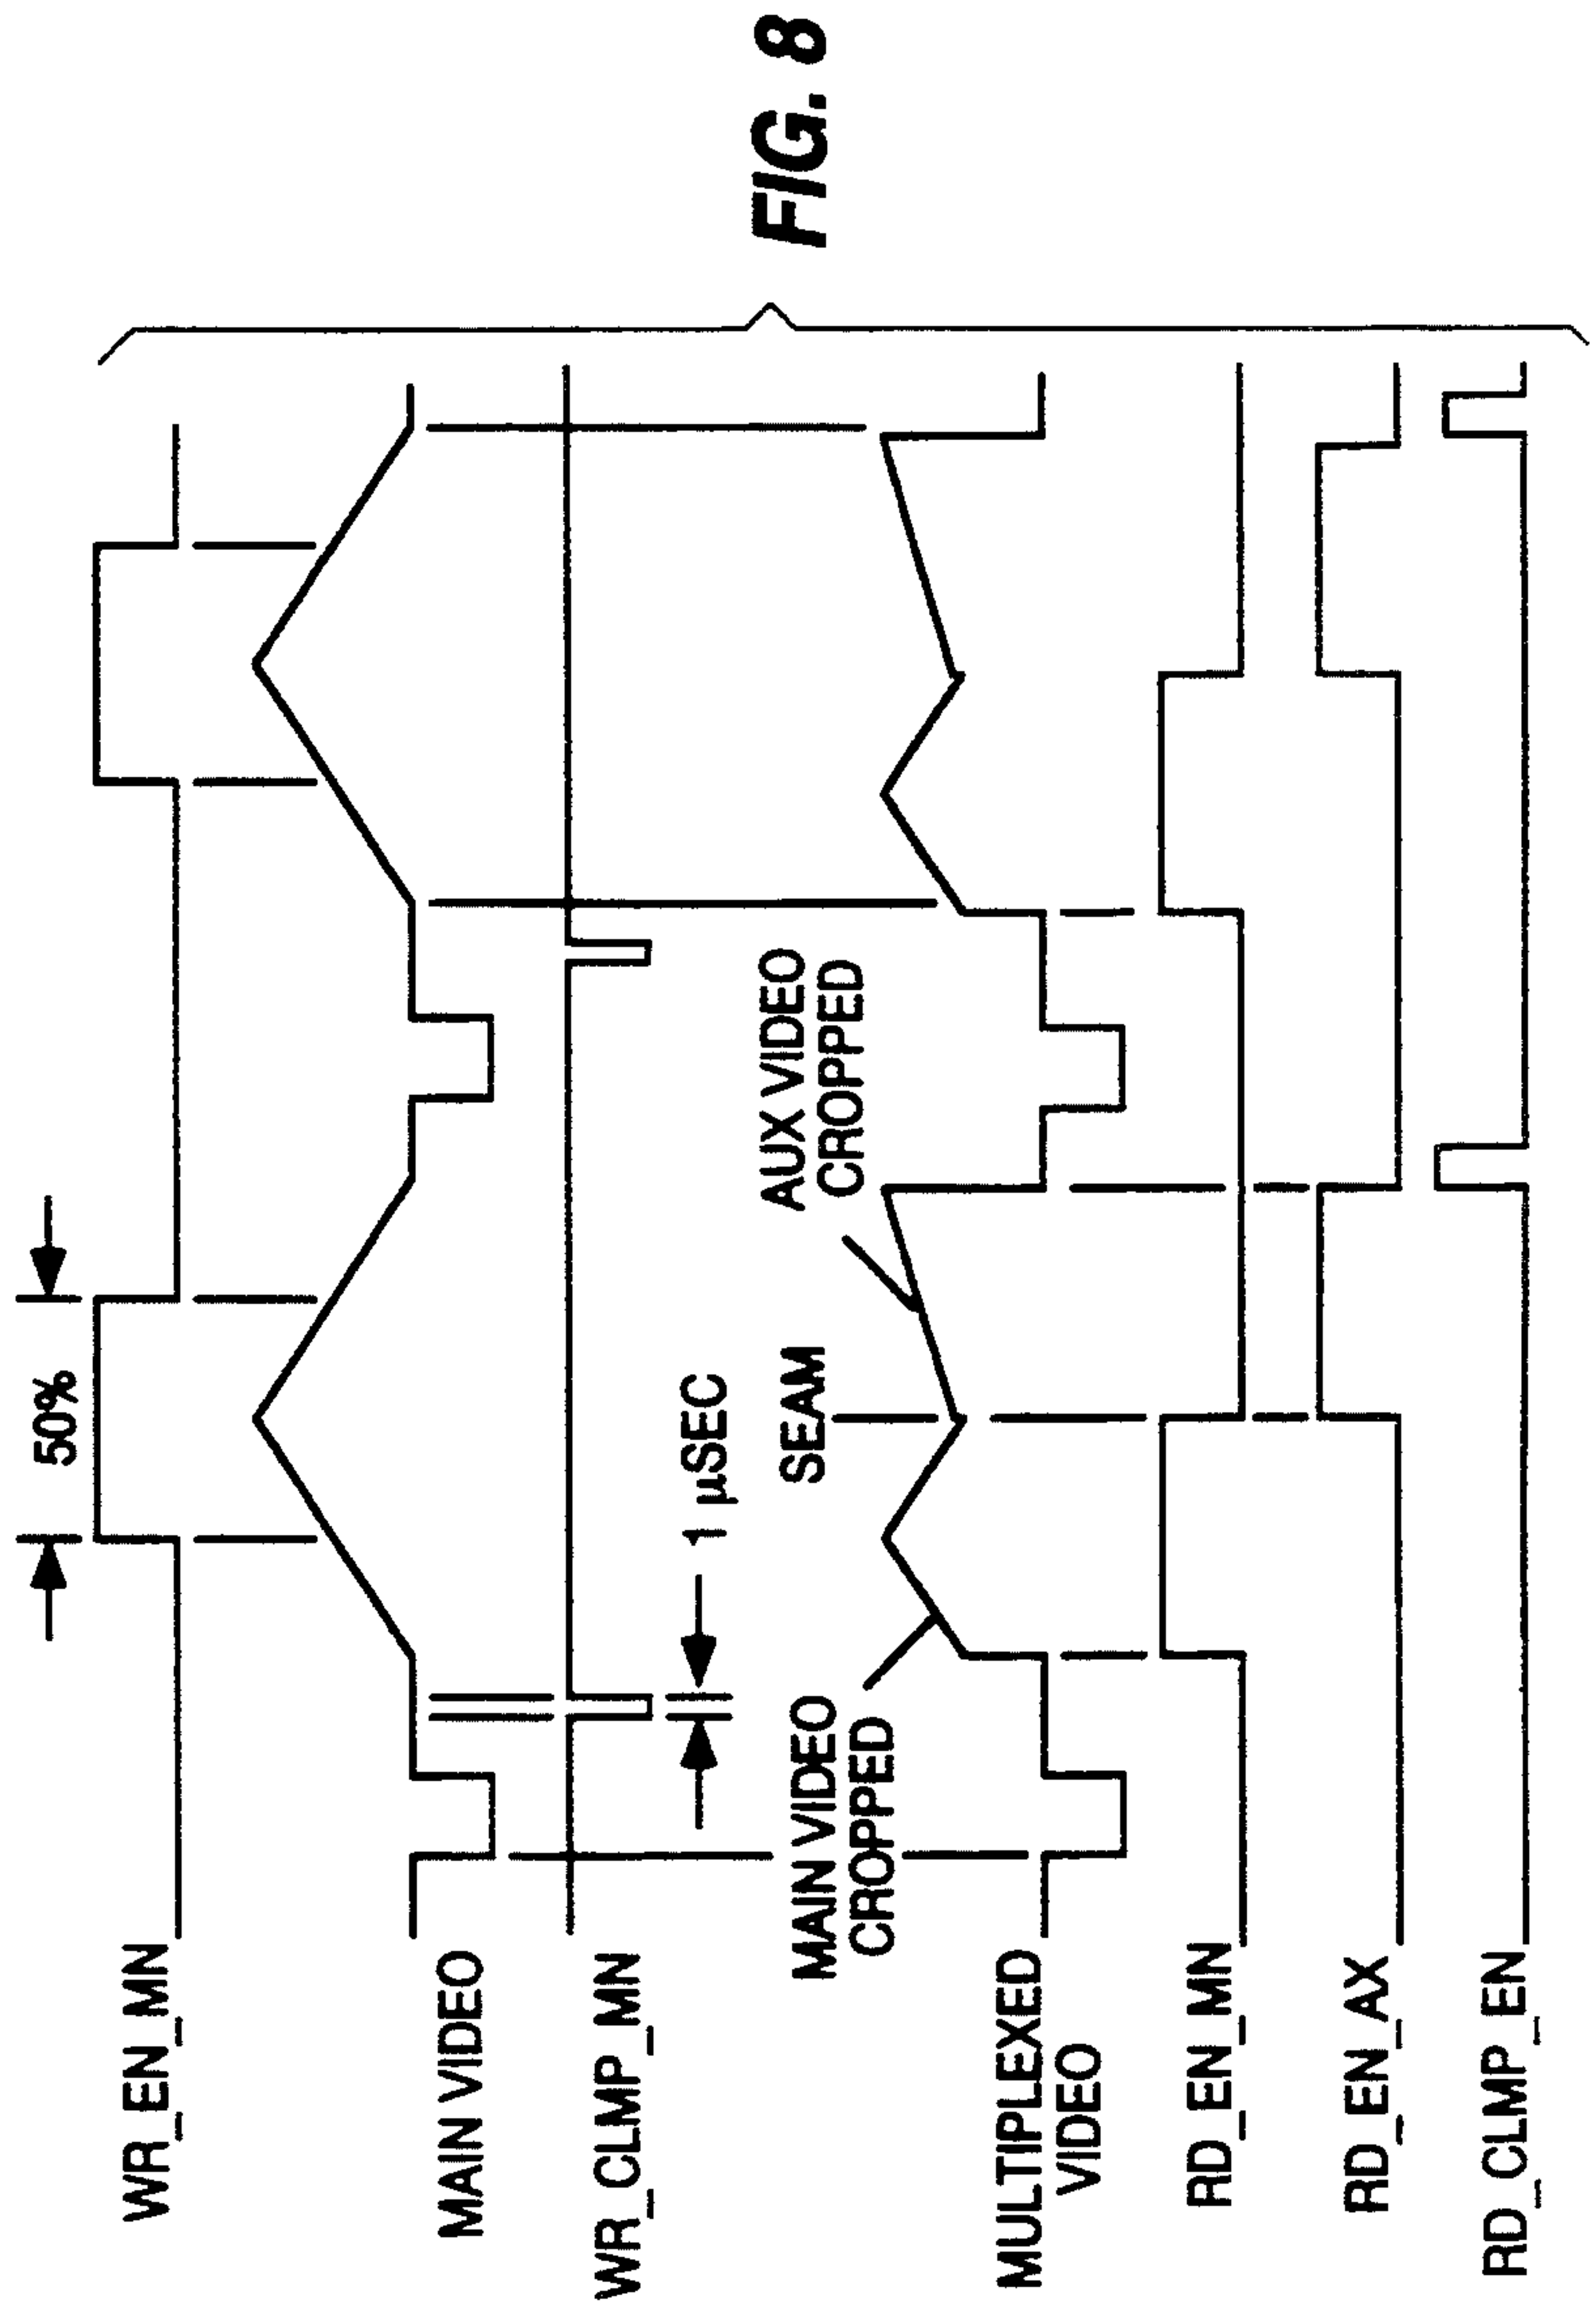 50%
WR_EN_MN
MAIN VIDEO
WR_CLMP_MN
1 µSEC
MAIN VIDEO
CROPPED
SEAM
AUX VIDEO
CROPPED
MULTIPLEXED
VIDEO
RD_EN_MN
RD_EN_AX
RD_CLMP_EN
FIG. 8